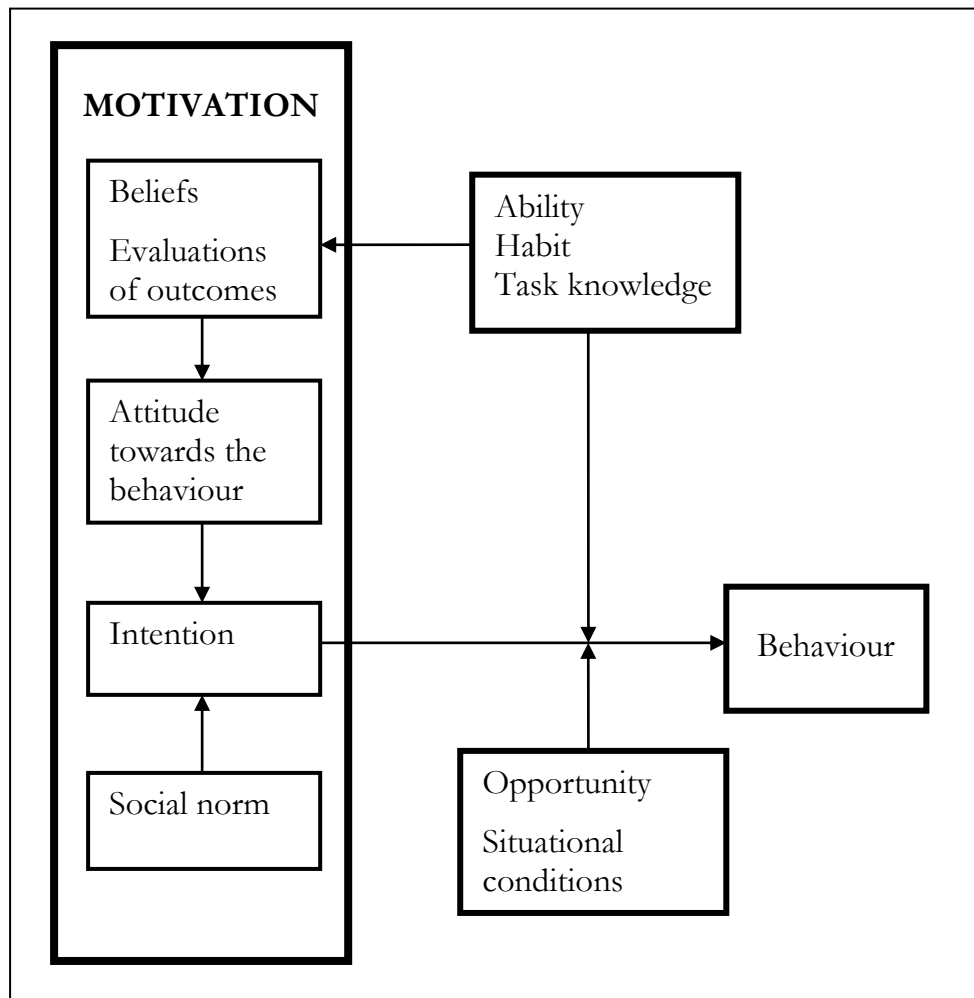 MOTIVATION
Beliefs
Evaluations
of outcomes
Ability
Habit
Task knowledge
Attitude
towards the
behaviour
Intention
Behaviour
Social norm
Opportunity
Situational
conditions